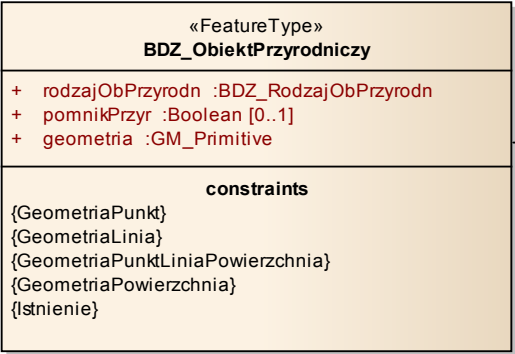 «FeatureType»
BDZ_ObiektPrzyrodniczy
+ rodzajObPrzyrodn :BDZ_RodzajObPrzyrodn
+ pomnikPrzyr :Boolean [0..1]
+ geometria :GM_Primitive
constraints
{GeometriaPunkt}
{GeometriaLinia}
{GeometriaPunktLiniaPowierzchnia}
{GeometriaPowierzchnia}
{Istnienie}